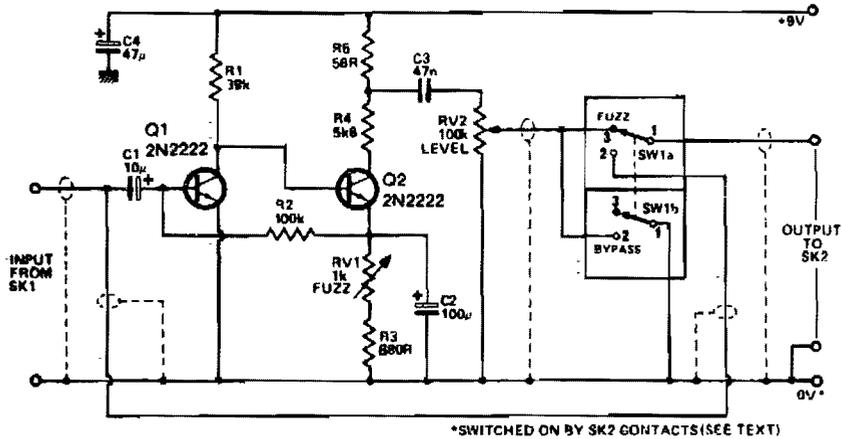 +9V
C4
47µ
R1
39k
R5
56R
C3
47n
R4
5k6
RV2
100k
LEVEL
FUZZ
3
1
2
SW1a
3
SW1b
1
2
BYPASS
Q1
2N2222
C1
10µ
Q2
2N2222
R2
100k
INPUT
FROM
SK1
RV1
1k
FUZZ
C2
100µ
R3
680R
OUTPUT
TO
SK2
0V*
*SWITCHED ON BY SK2 CONTACTS(SEE TEXT)